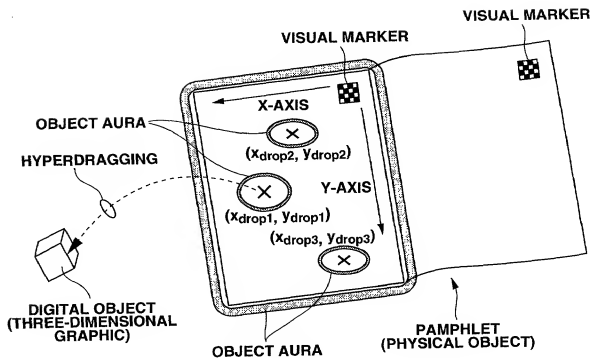 VISUAL MARKER
VISUAL MARKER
X-AXIS
OBJECT AURA
(xdrop2, ydrop2)
HYPERDRAGGING
Y-AXIS
(xdrop1, ydrop1)
(xdrop3, ydrop3)
DIGITAL OBJECT
(THREE-DIMENSIONAL
GRAPHIC)
PAMPHLET
(PHYSICAL OBJECT)
OBJECT AURA